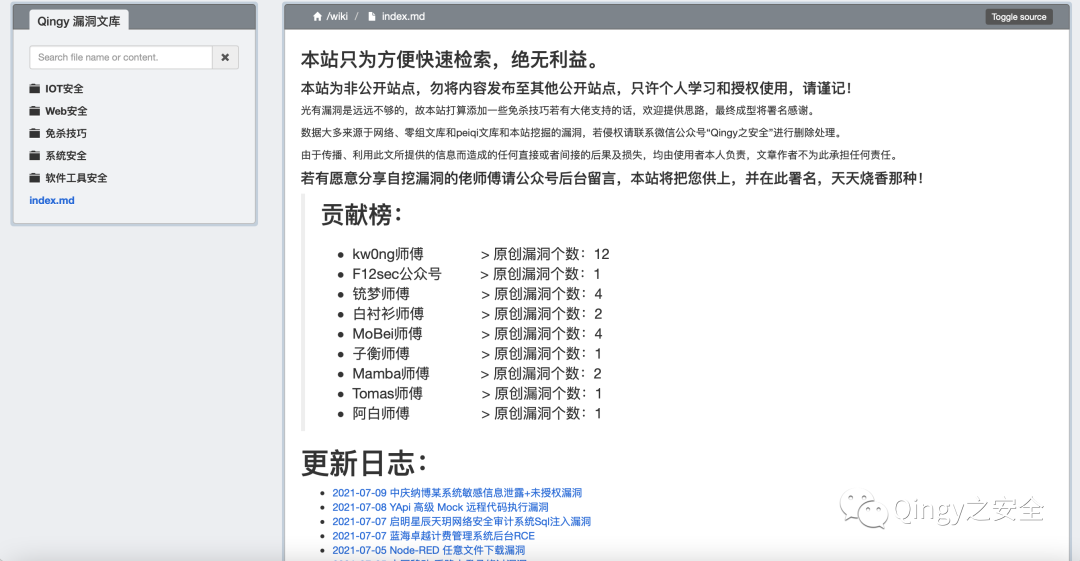 Qingy 漏洞文库
Search file name or content.
IOT安全
Web安全
免杀技巧
系统安全
软件工具安全
index.md
/wiki / index.md
Toggle source
本站只为方便快速检索，绝无利益。
本站为非公开站点，勿将内容发布至其他公开站点，只许个人学习和授权使用，请谨记！
光有漏洞是远远不够的，故本站打算添加一些免杀技巧若有大佬支持的话，欢迎提供思路，最终成型将署名感谢。
数据大多来源于网络、零组文库和peiqi文库和本站挖掘的漏洞，若侵权请联系微信公众号“Qingy之安全”进行删除处理。
由于传播、利用此文所提供的信息而造成的任何直接或者间接的后果及损失，均由使用者本人负责，文章作者不为此承担任何责任。
若有愿意分享自挖漏洞的佬师傅请公众号后台留言，本站将把您供上，并在此署名，天天烧香那种！
贡献榜：
kw0ng师傅 > 原创漏洞个数：12
F12sec公众号 > 原创漏洞个数：1
铳梦师傅 > 原创漏洞个数：4
白衬衫师傅 > 原创漏洞个数：2
MoBei师傅 > 原创漏洞个数：4
子衡师傅 > 原创漏洞个数：1
Mamba师傅 > 原创漏洞个数：2
Tomas师傅 > 原创漏洞个数：1
阿白师傅 > 原创漏洞个数：1
更新日志：
2021-07-09 中庆纳博某系统敏感信息泄露+未授权漏洞
2021-07-08 YApi 高级 Mock 远程代码执行漏洞
2021-07-07 启明星辰天玥网络安全审计系统Sql注入漏洞
2021-07-07 蓝海卓越计费管理系统后台RCE
2021-07-05 Node-RED 任意文件下载漏洞
Qingy之安全